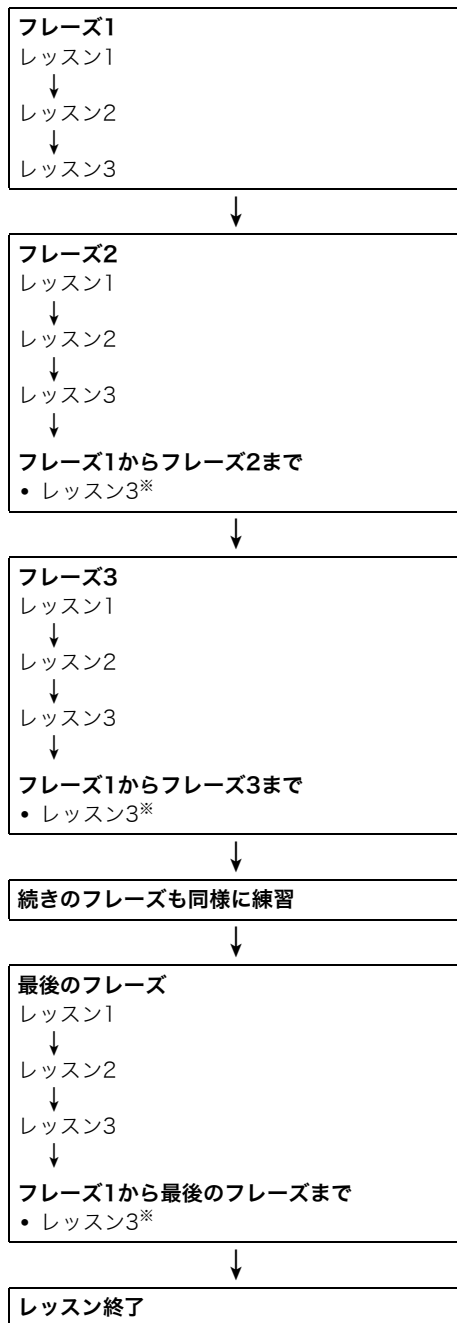 フレーズ1
レッスン1
↓
レッスン2
↓
レッスン3
↓
フレーズ2
レッスン1
↓
レッスン2
↓
レッスン3
↓
フレーズ1からフレーズ2まで
• レッスン3※
↓
フレーズ3
レッスン1
↓
レッスン2
↓
レッスン3
↓
フレーズ1からフレーズ3まで
• レッスン3※
↓
続きのフレーズも同様に練習
↓
最後のフレーズ
レッスン1
↓
レッスン2
↓
レッスン3
↓
フレーズ1から最後のフレーズまで
• レッスン3※
↓
レッスン終了